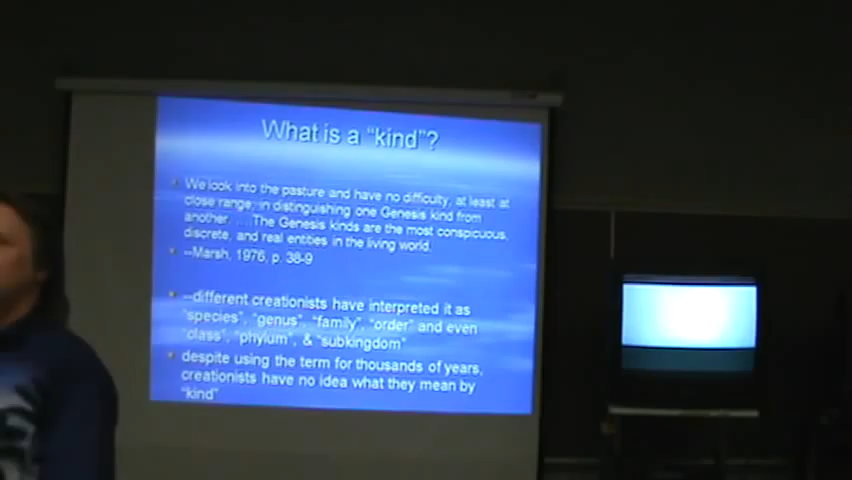 What is a “kind”?
We look into the pasture and have no difficulty, at least at
close range, in distinguishing one Genesis kind from
another. ... The Genesis kinds are the most conspicuous,
discrete, and real entities in the living world.
--Marsh, 1976, p. 38-9
--different creationists have interpreted it as
“species”, “genus”, “family”, “order” and even
“class”, “phylum”, & “subkingdom”
despite using the term for thousands of years,
creationists have no idea what they mean by
“kind”